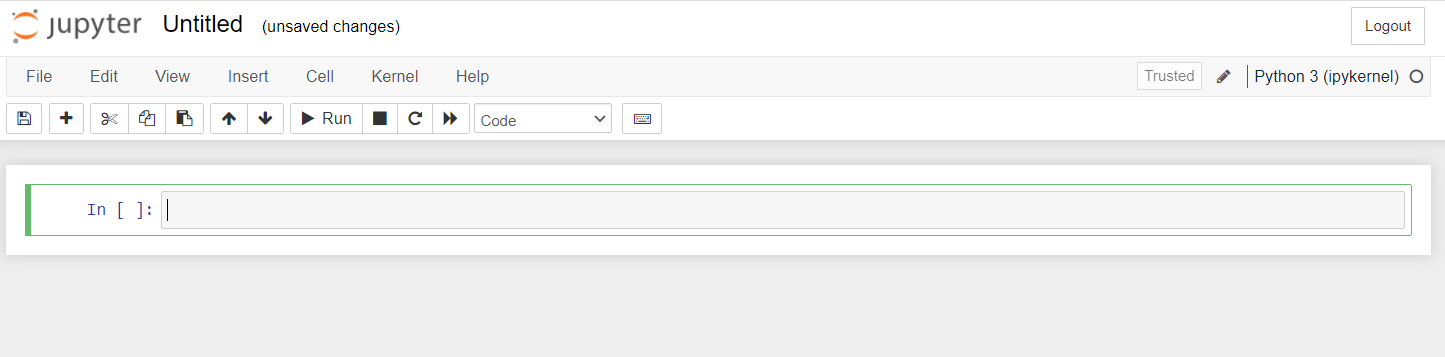 jupyter Untitled (unsaved changes) Logout
File Edit View Insert Cell Kernel Help Trusted Python 3 (ipykernel)
Run Code
In [ ]: